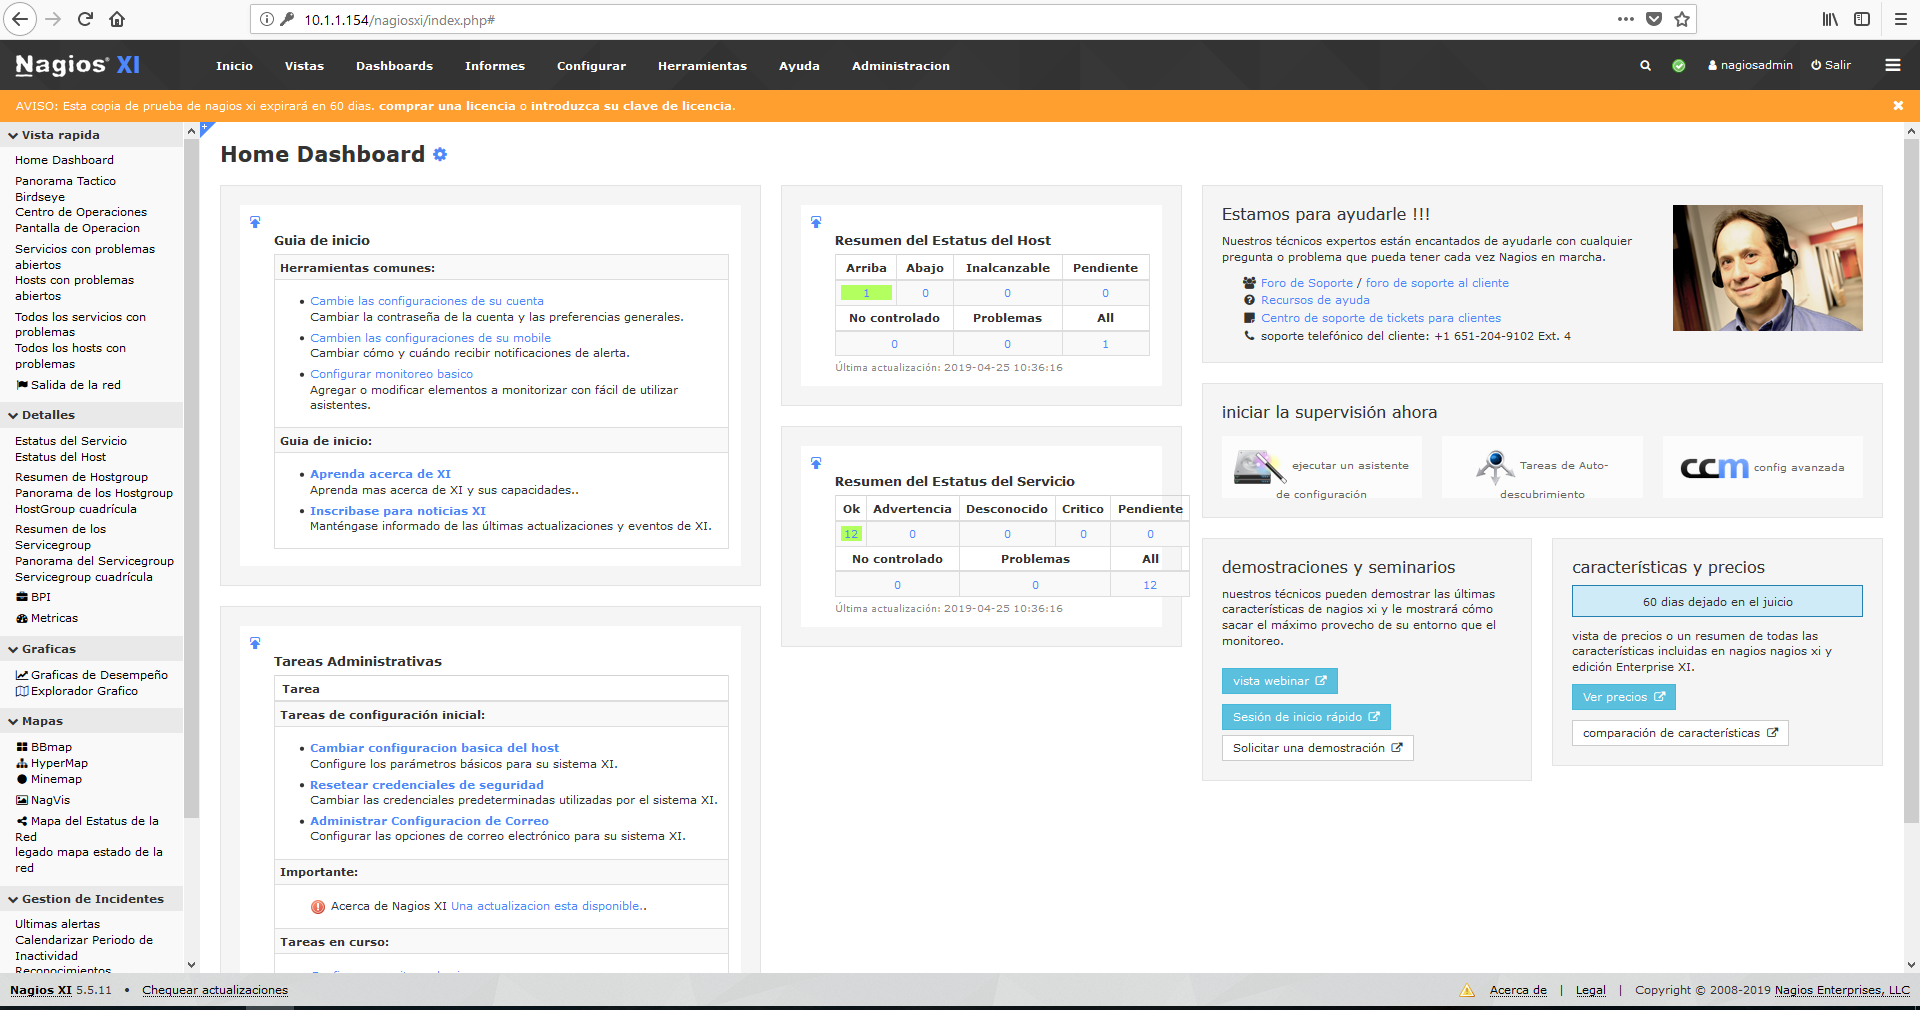 10.1.1.154/nagiosxi/index.php#
Nagios® XI
Inicio
Vistas
Dashboards
Informes
Configurar
Herramientas
Ayuda
Administracion
nagiosadmin
Salir
AVISO: Esta copia de prueba de nagios xi expirará en 60 dias. comprar una licencia o introduzca su clave de licencia.
Vista rapida
Home Dashboard
Panorama Tactico
Birdseye
Centro de Operaciones
Pantalla de Operacion
Servicios con problemas
abiertos
Hosts con problemas
abiertos
Todos los servicios con
problemas
Todos los hosts con
problemas
Salida de la red
Detalles
Estatus del Servicio
Estatus del Host
Resumen de Hostgroup
Panorama de los Hostgroup
HostGroup cuadrícula
Resumen de los
Servicegroup
Panorama del Servicegroup
Servicegroup cuadrícula
BPI
Metricas
Graficas
Graficas de Desempeño
Explorador Grafico
Mapas
BBmap
HyperMap
Minemap
NagVis
Mapa del Estatus de la
Red
legado mapa estado de la
red
Gestion de Incidentes
Ultimas alertas
Calendarizar Periodo de
Inactividad
Reconocimientos
Home Dashboard
Guia de inicio
Herramientas comunes:
• Cambie las configuraciones de su cuenta
Cambiar la contraseña de la cuenta y las preferencias generales.
• Cambien las configuraciones de su mobile
Cambiar cómo y cuándo recibir notificaciones de alerta.
• Configurar monitoreo basico
Agregar o modificar elementos a monitorizar con fácil de utilizar
asistentes.
Guia de inicio:
• Aprenda acerca de XI
Aprenda mas acerca de XI y sus capacidades..
• Inscribase para noticias XI
Manténgase informado de las últimas actualizaciones y eventos de XI.
Tareas Administrativas
Tarea
Tareas de configuración inicial:
• Cambiar configuracion basica del host
Configure los parámetros básicos para su sistema XI.
• Resetear credenciales de seguridad
Cambiar las credenciales predeterminadas utilizadas por el sistema XI.
• Administrar Configuracion de Correo
Configurar las opciones de correo electrónico para su sistema XI.
Importante:
Acerca de Nagios XI Una actualizacion esta disponible..
Tareas en curso:
Resumen del Estatus del Host
Arriba Abajo Inalcanzable Pendiente
1 0 0 0
No controlado Problemas All
0 0 1
Última actualización: 2019-04-25 10:36:16
Resumen del Estatus del Servicio
Ok Advertencia Desconocido Critico Pendiente
12 0 0 0 0
No controlado Problemas All
0 0 12
Última actualización: 2019-04-25 10:36:16
Estamos para ayudarle !!!
Nuestros técnicos expertos están encantados de ayudarle con cualquier
pregunta o problema que pueda tener cada vez Nagios en marcha.
Foro de Soporte / foro de soporte al cliente
Recursos de ayuda
Centro de soporte de tickets para clientes
soporte telefónico del cliente: +1 651-204-9102 Ext. 4
iniciar la supervisión ahora
ejecutar un asistente
de configuración
Tareas de Auto-
descubrimiento
ccm config avanzada
demostraciones y seminarios
nuestros técnicos pueden demostrar las últimas
características de nagios xi y le mostrará cómo
sacar el máximo provecho de su entorno que el
monitoreo.
vista webinar
Sesión de inicio rápido
Solicitar una demostración
características y precios
60 dias dejado en el juicio
vista de precios o un resumen de todas las
características incluidas en nagios nagios xi y
edición Enterprise XI.
Ver precios
comparación de características
Nagios XI 5.5.11 • Chequear actualizaciones
Acerca de | Legal | Copyright © 2008-2019 Nagios Enterprises, LLC